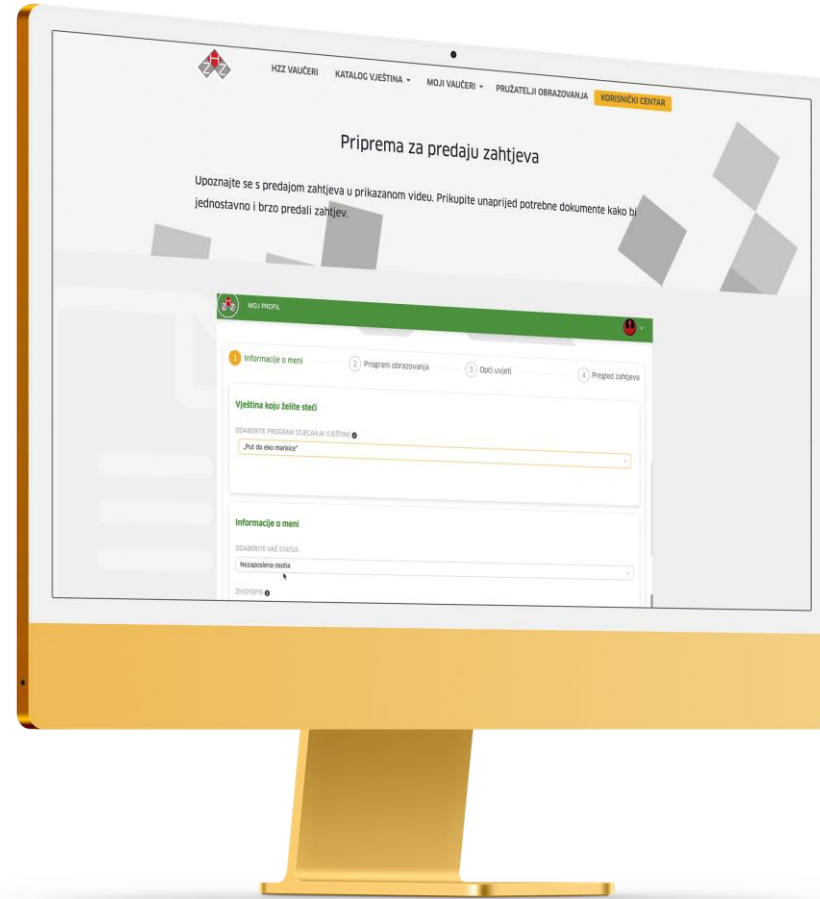 HZZ VAUČERI KATALOG VJEŠTINA MOJI VAUČERI PRUŽATELJI OBRAZOVANJA KORISNIČKI CENTAR
Priprema za predaju zahtjeva
Upoznajte se s predajom zahtjeva u prikazanom videu. Prikupite unaprijed potrebne dokumente kako bi
jednostavno i brzo predali zahtjev.
MOJ PROFIL
1 Informacije o meni 2 Program obrazovanja 3 Opći uvjeti 4 Pregled zahtjeva
Vještina koju želite steći
ODABERITE PROGRAM STJECANJA VJEŠTINE
„Put do eko markice"
Informacije o meni
ODABERITE VAŠ STATUS
Nezaposlena osoba
ŽIVOTOPIS